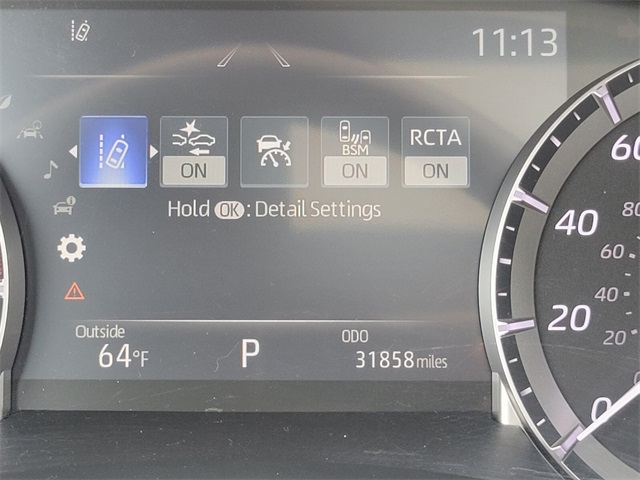 11:13
ON
BSM
ON
RCTA
ON
Hold OK : Detail Settings
Outside
64°F
P
ODO
31858 miles
60
40
20
0
80
60
40
20